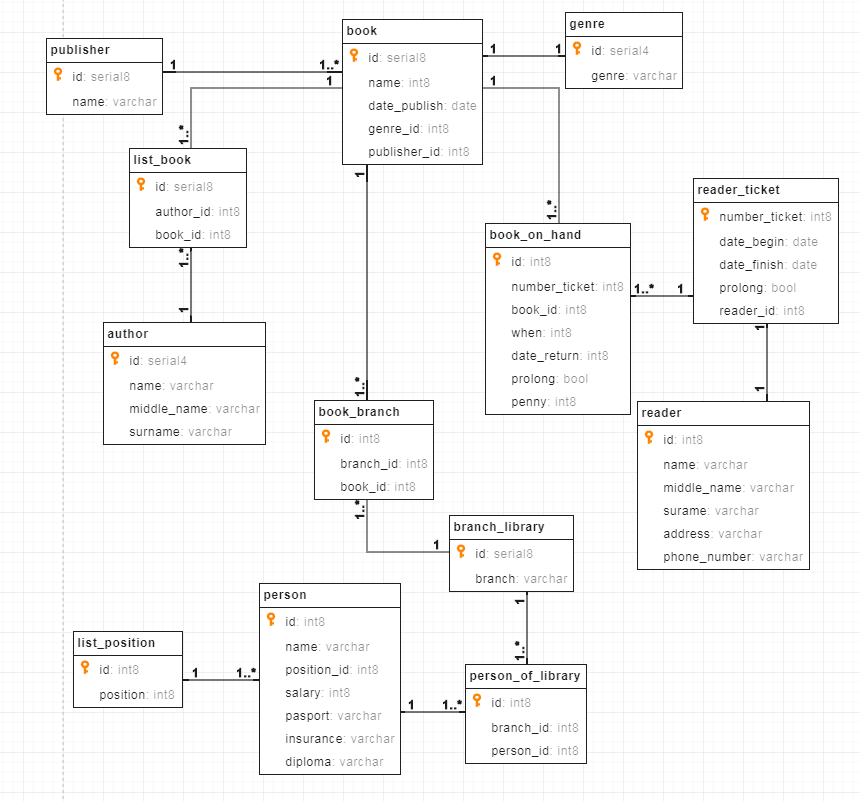 publisher
id: serial8
name: varchar
1
1..*
book
id: serial8
name: int8
date_publish: date
genre_id: int8
publisher_id: int8
1
1
genre
id: serial4
genre: varchar
1
1..*
list_book
id: serial8
author_id: int8
book_id: int8
1..*
1
author
id: serial4
name: varchar
middle_name: varchar
surname: varchar
1
1..*
book_on_hand
id: int8
number_ticket: int8
book_id: int8
when: int8
date_return: int8
prolong: bool
penny: int8
1..*
1
reader_ticket
number_ticket: int8
date_begin: date
date_finish: date
prolong: bool
reader_id: int8
1
1
reader
id: int8
name: varchar
middle_name: varchar
surame: varchar
address: varchar
phone_number: varchar
1
1..*
book_branch
id: int8
branch_id: int8
book_id: int8
1..*
1
branch_library
id: serial8
branch: varchar
1
1..*
person
id: int8
name: varchar
position_id: int8
salary: int8
pasport: varchar
insurance: varchar
diploma: varchar
list_position
id: int8
position: int8
1
1..*
1
1..*
person_of_library
id: int8
branch_id: int8
person_id: int8